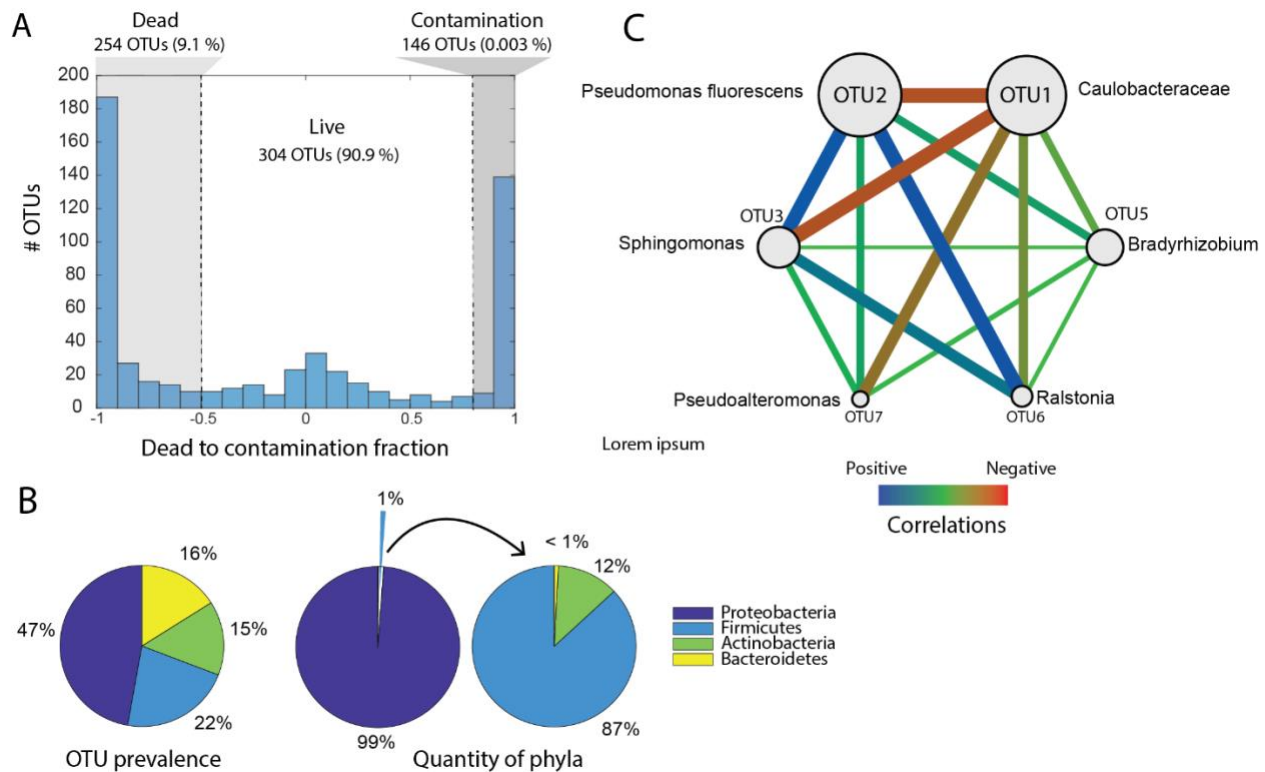 A
Dead
254 OTUs (9.1 %)
Contamination
146 OTUs (0.003 %)
Live
304 OTUs (90.9 %)
# OTUs
200
180
160
140
120
100
80
60
40
20
0
-1
-0.5
0
0.5
1
Dead to contamination fraction
C
Pseudomonas fluorescens
OTU2
OTU1
Caulobacteraceae
OTU3
Sphingomonas
OTU5
Bradyrhizobium
Pseudoalteromonas
OTU7
Ralstonia
OTU6
Lorem ipsum
Positive
Negative
Correlations
B
16%
47%
15%
22%
OTU prevalence
1%
99%
< 1%
12%
87%
Quantity of phyla
Proteobacteria
Firmicutes
Actinobacteria
Bacteroidetes